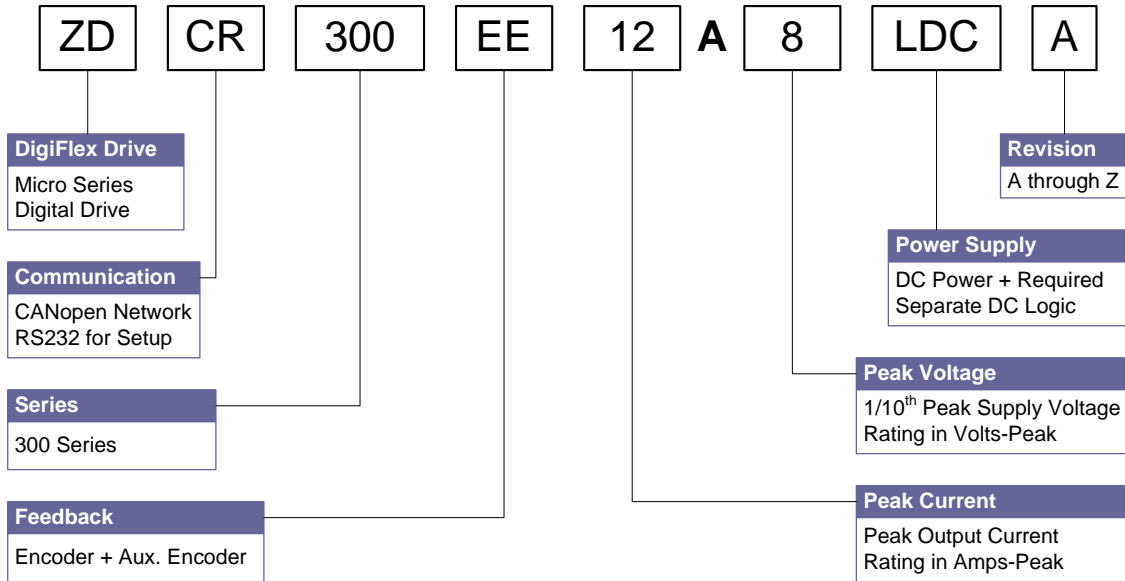 ZD CR 300 EE 12 A 8 LDC A
DigiFlex Drive
Micro Series
Digital Drive
Communication
CANopen Network
RS232 for Setup
Series
300 Series
Feedback
Encoder + Aux. Encoder
Revision
A through Z
Power Supply
DC Power + Required
Separate DC Logic
Peak Voltage
1/10th Peak Supply Voltage
Rating in Volts-Peak
Peak Current
Peak Output Current
Rating in Amps-Peak